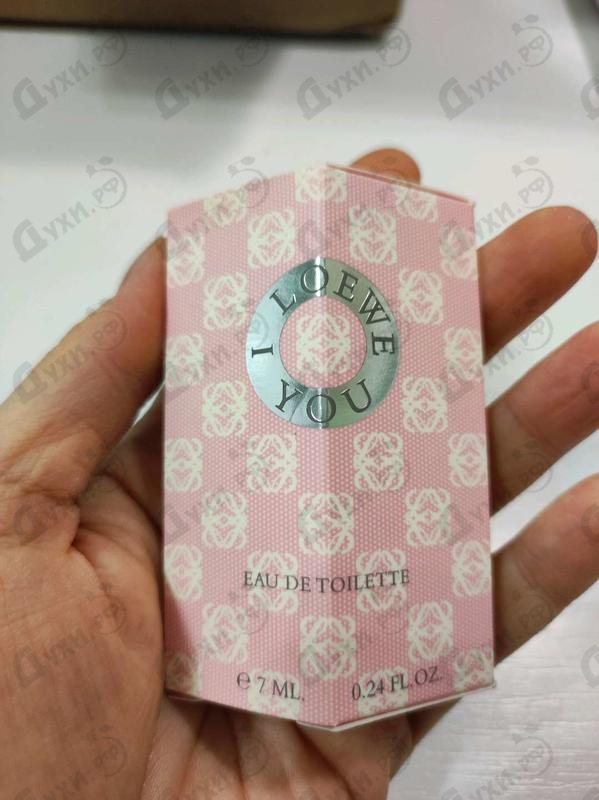 I LOEWE
YOU
EAU DE TOILETTE
℮ 7 ML. 0.24 FL.OZ.
Духи.РФ